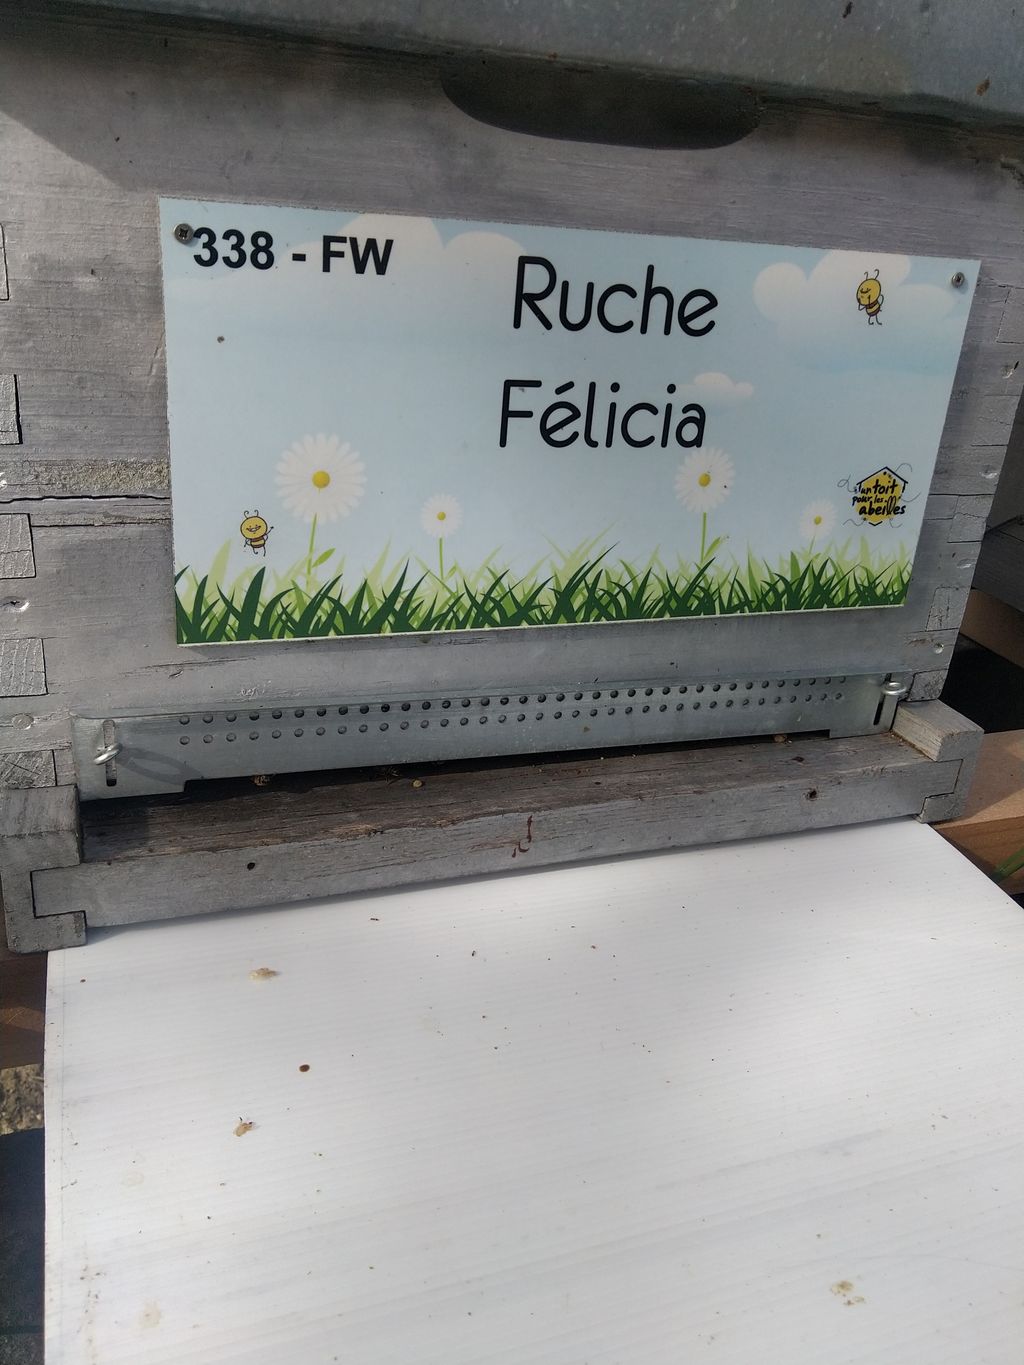 338 - FW
Ruche
Félicia
un toit
pour les
abeilles